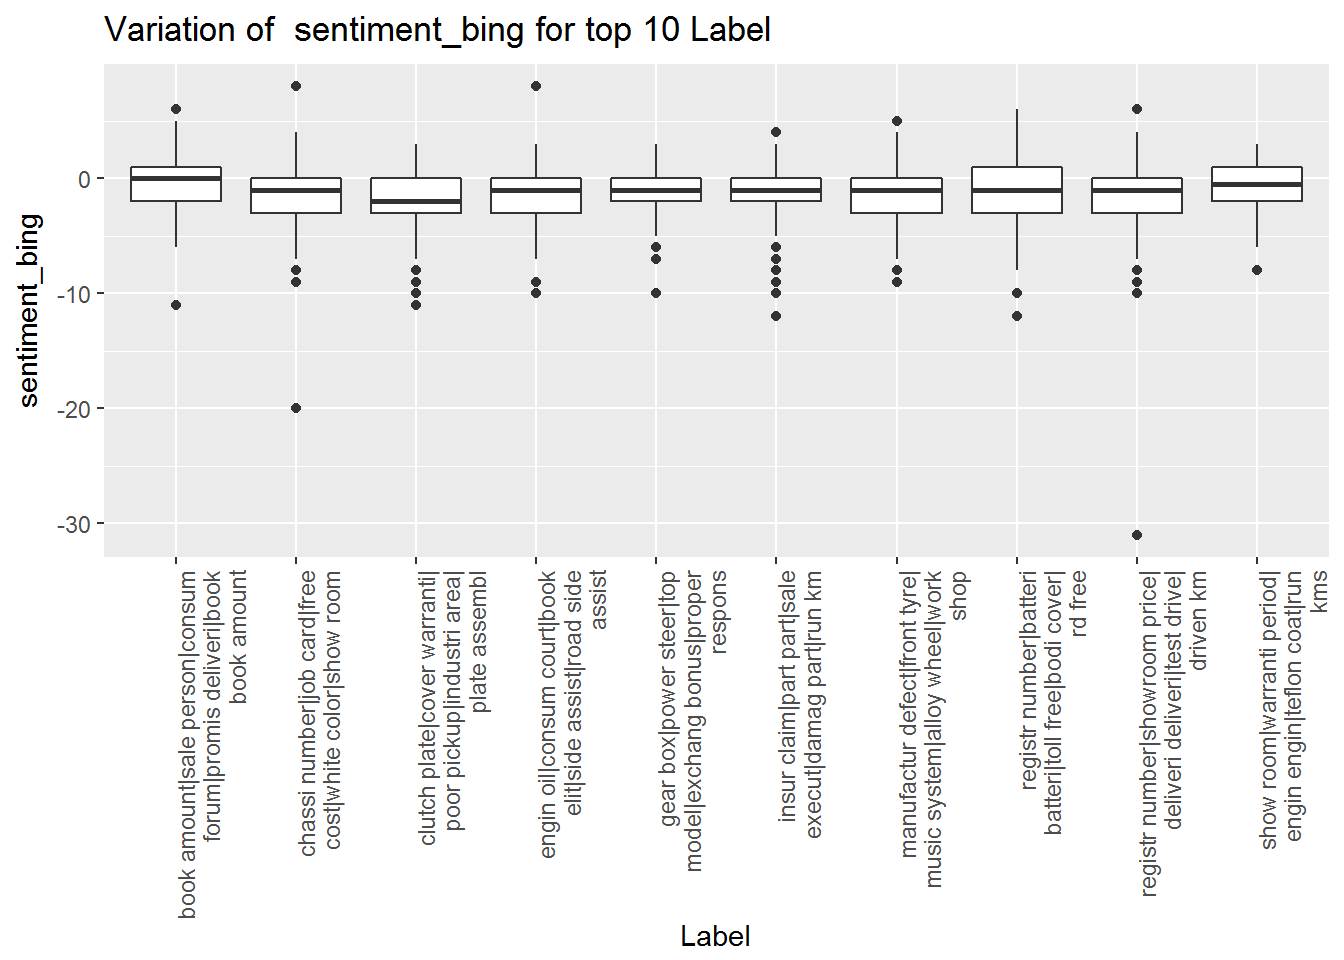 Variation of  sentiment_bing for top 10 Label
sentiment_bing
0
-10
-20
-30
book amount|sale person|consum
forum|promis deliveri|book
book amount
chassi number|job card|free
cost|white color|show room
clutch plate|cover warranti|
poor pickup|industri area|
plate assembl
engin oil|consum court|book
elit|side assist|road side
assist
gear box|power steer|top
model|exchang bonus|proper
respons
insur claim|part part|sale
execut|damag part|run km
manufactur defect|front tyre|
music system|alloy wheel|work
shop
registr number|batteri
batteri|toll free|bodi cover|
rd free
registr number|showroom price|
deliveri deliveri|test drive|
driven km
show room|warranti period|
engin engin|teflon coat|run
kms
Label